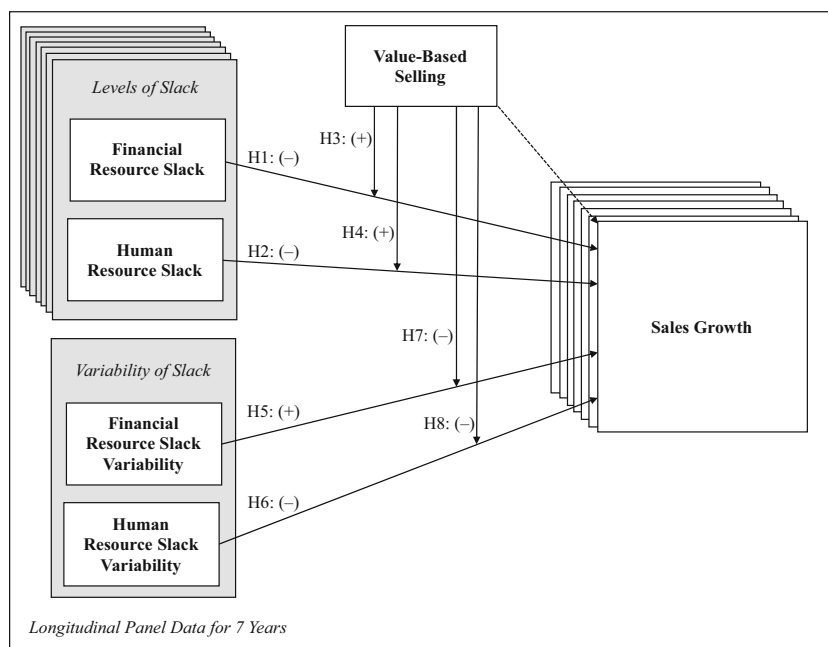 Levels of Slack
Financial
Resource Slack
Human
Resource Slack
Value-Based
Selling
H1: (–)
H2: (–)
H3: (+)
H4: (+)
H7: (–)
H8: (–)
Sales Growth
Variability of Slack
Financial
Resource Slack
Variability
Human
Resource Slack
Variability
H5: (+)
H6: (–)
Longitudinal Panel Data for 7 Years